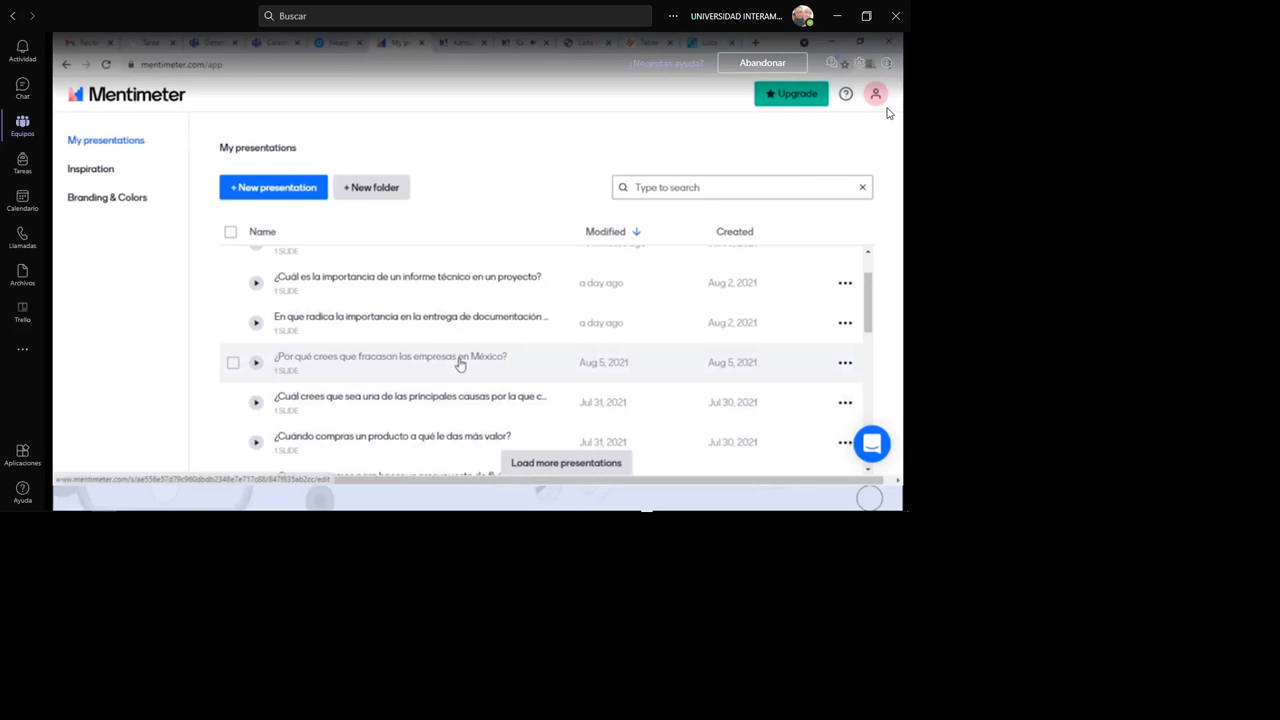 Buscar
UNIVERSIDAD INTERAM...
Actividad
Chat
Equipos
Tareas
Calendario
Llamadas
Archivos
Trello
Aplicaciones
Ayuda
mentimeter.com/app
¿Necesitas ayuda?
Abandonar
Mentimeter
Upgrade
My presentations
Inspiration
Branding & Colors
My presentations
+ New presentation
+ New folder
Type to search
Name Modified Created
1 SLIDE
¿Cuál es la importancia de un informe técnico en un proyecto? a day ago Aug 2, 2021
1 SLIDE
En que radica la importancia en la entrega de documentación ... a day ago Aug 2, 2021
1 SLIDE
¿Por qué crees que fracasan las empresas en México? Aug 5, 2021 Aug 5, 2021
1 SLIDE
¿Cuál crees que sea una de las principales causas por la que c... Jul 31, 2021 Jul 30, 2021
1 SLIDE
¿Cuándo compras un producto a qué le das más valor? Jul 31, 2021 Jul 30, 2021
1 SLIDE
Load more presentations